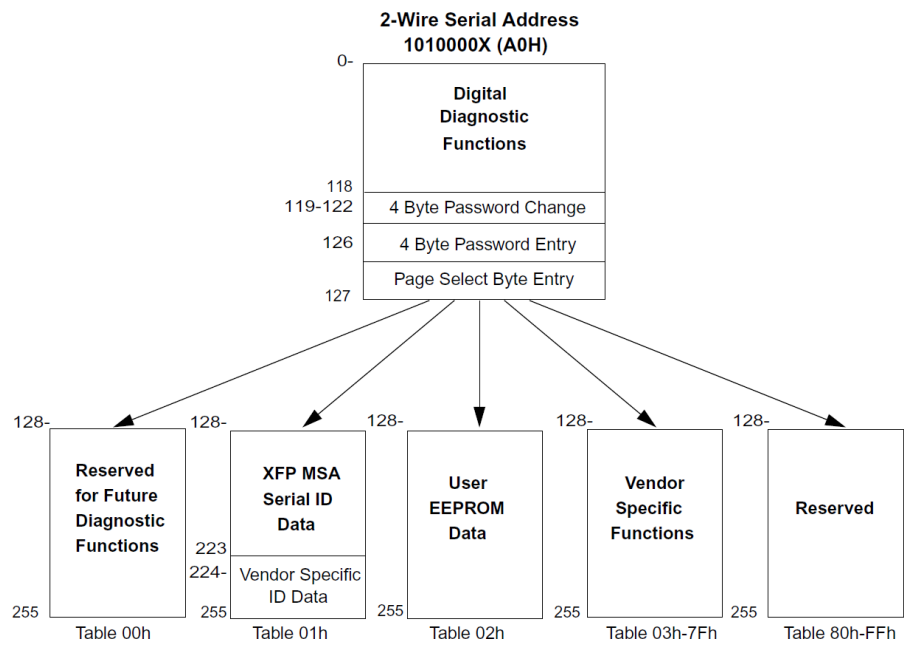 2-Wire Serial Address
1010000X (A0H)
0-
Digital
Diagnostic
Functions
118
119-122
4 Byte Password Change
126
4 Byte Password Entry
Page Select Byte Entry
127
128-
128-
128-
128-
128-
Reserved
for Future
Diagnostic
Functions
255
Table 00h
XFP MSA
Serial ID
Data
223
224-
Vendor Specific
ID Data
255
Table 01h
User
EEPROM
Data
255
Table 02h
Vendor
Specific
Functions
255
Table 03h-7Fh
Reserved
255
Table 80h-FFh